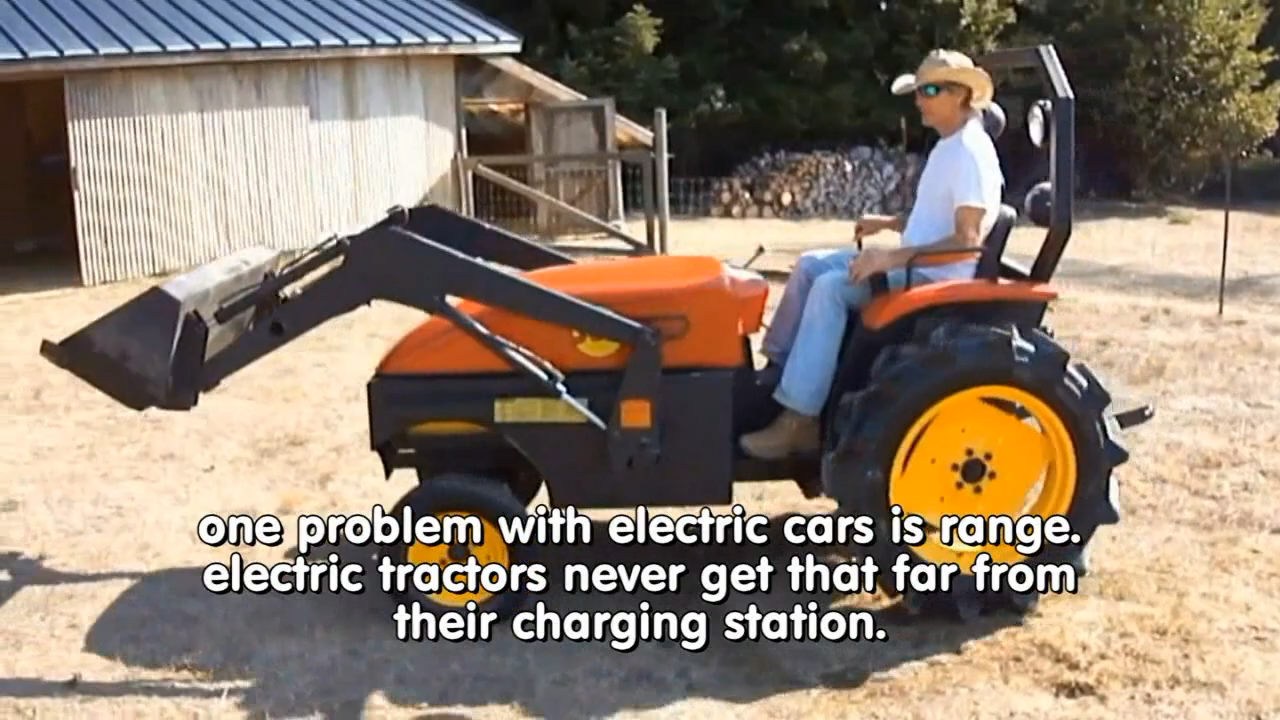 one problem with electric cars is range.
electric tractors never get that far from
their charging station.